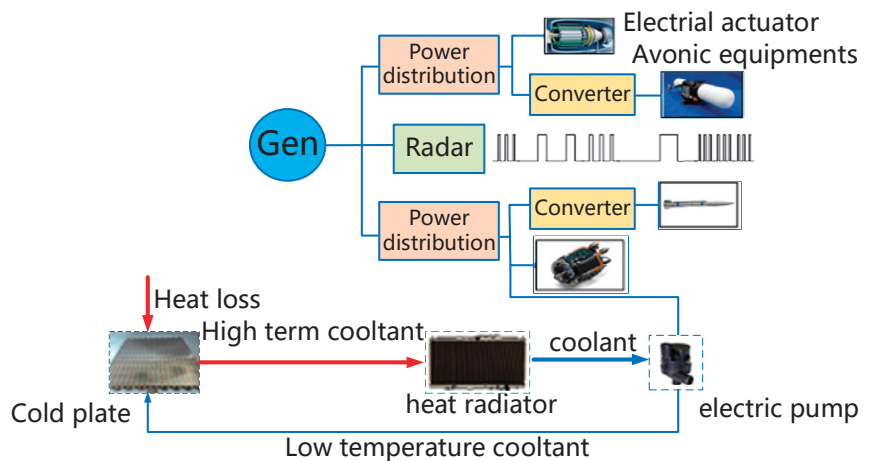 Electrial actuator
Avonic equipments
Power
distribution
Converter
Gen
Radar
Power
distribution
Converter
Heat loss
High term cooltant
coolant
Cold plate
heat radiator
electric pump
Low temperature cooltant